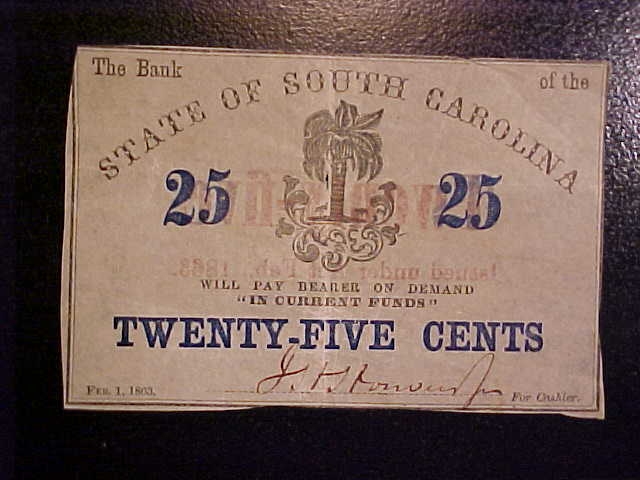 The Bank of the
STATE OF SOUTH CAROLINA
25 25
WILL PAY BEARER ON DEMAND
"IN CURRENT FUNDS"
TWENTY-FIVE CENTS
FEB. 1, 1863. For Cashier.